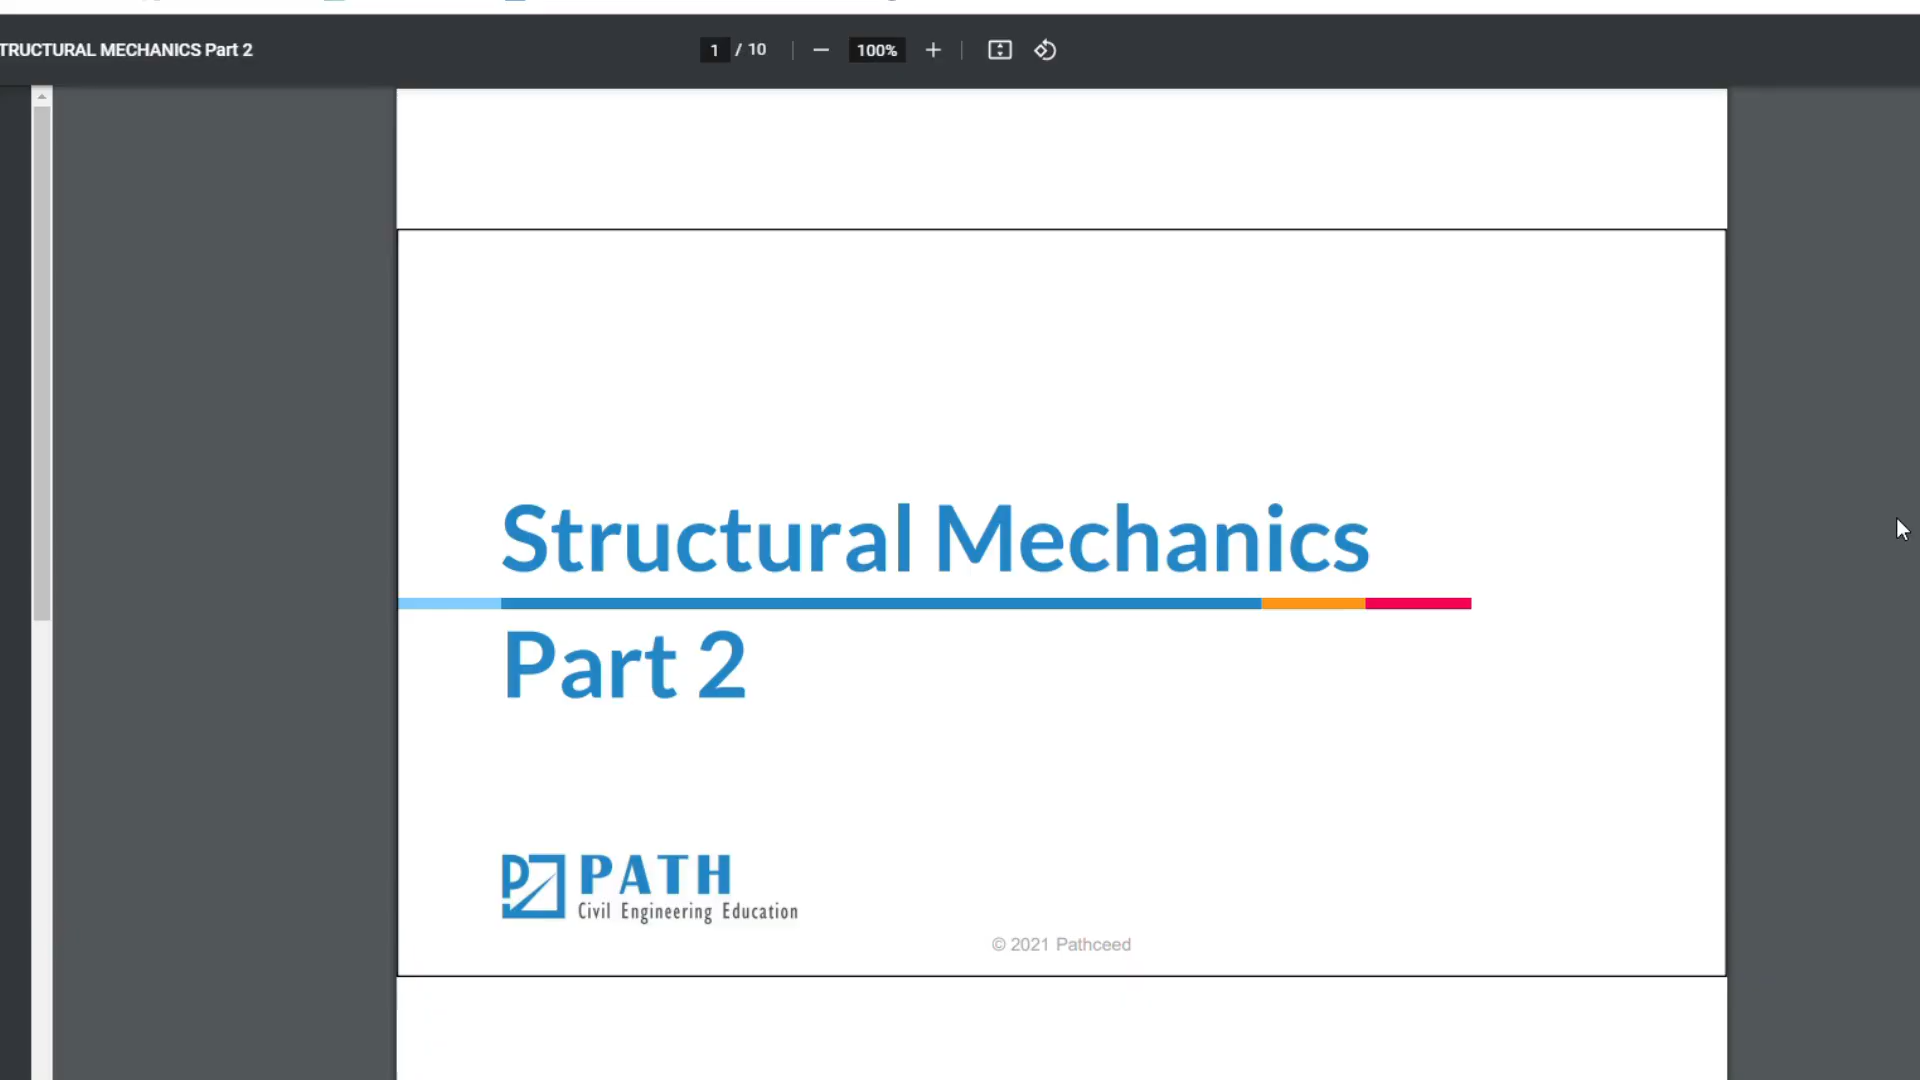 TRUCTURAL MECHANICS Part 2
1 / 10
100%
Structural Mechanics
Part 2
PATH
Civil Engineering Education
© 2021 Pathceed